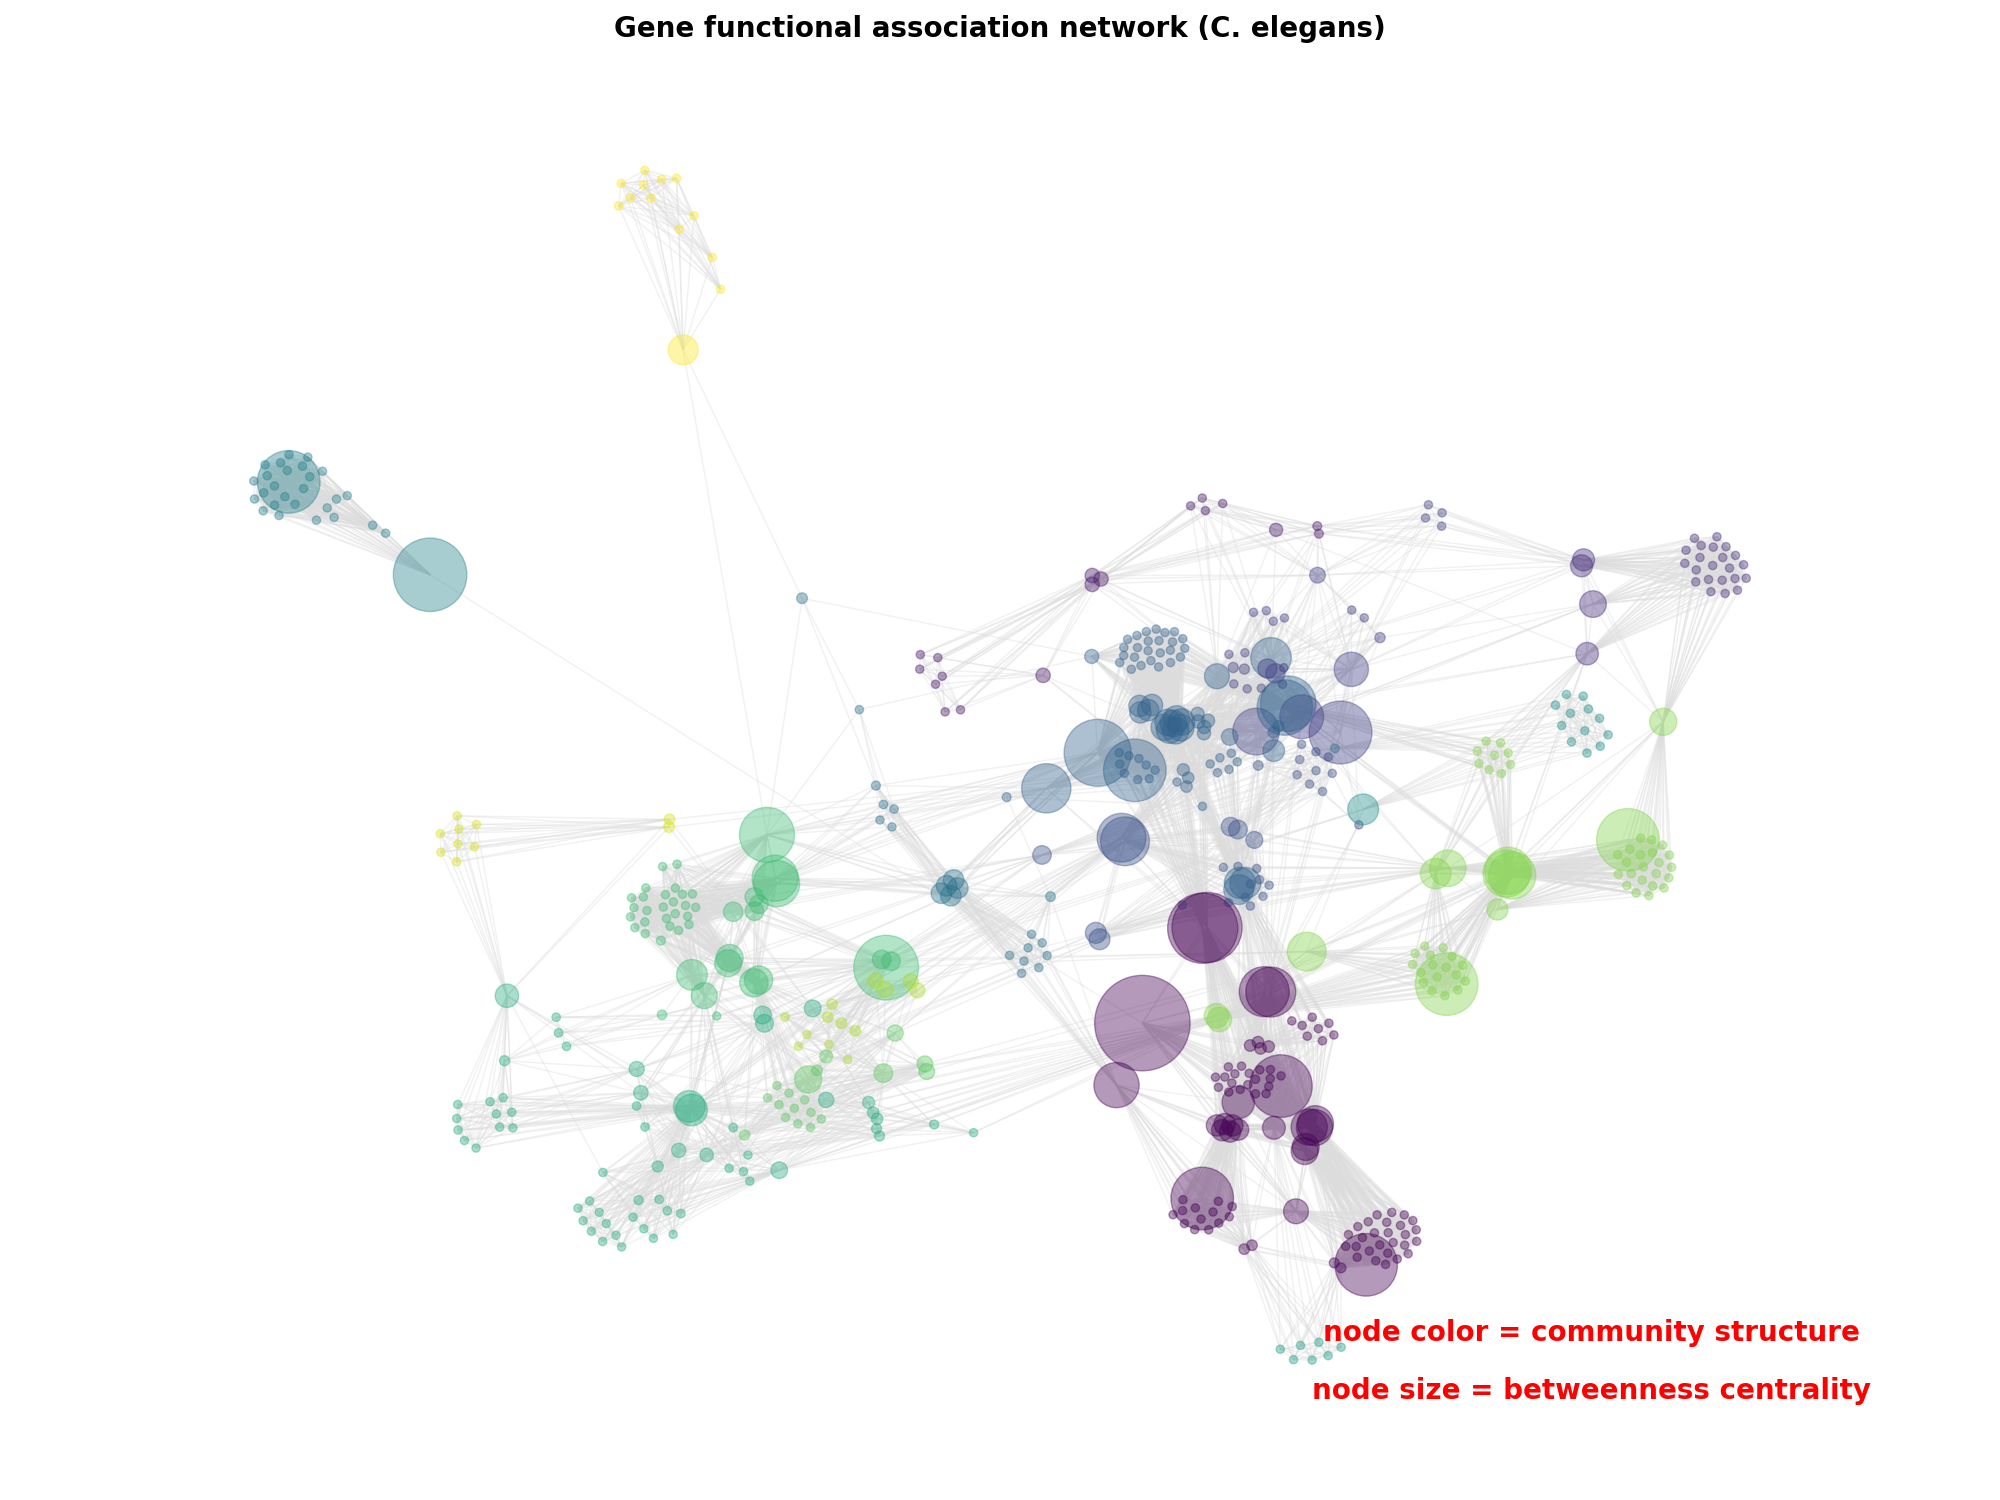 Gene functional association network (C. elegans)
node color = community structure
node size = betweenness centrality